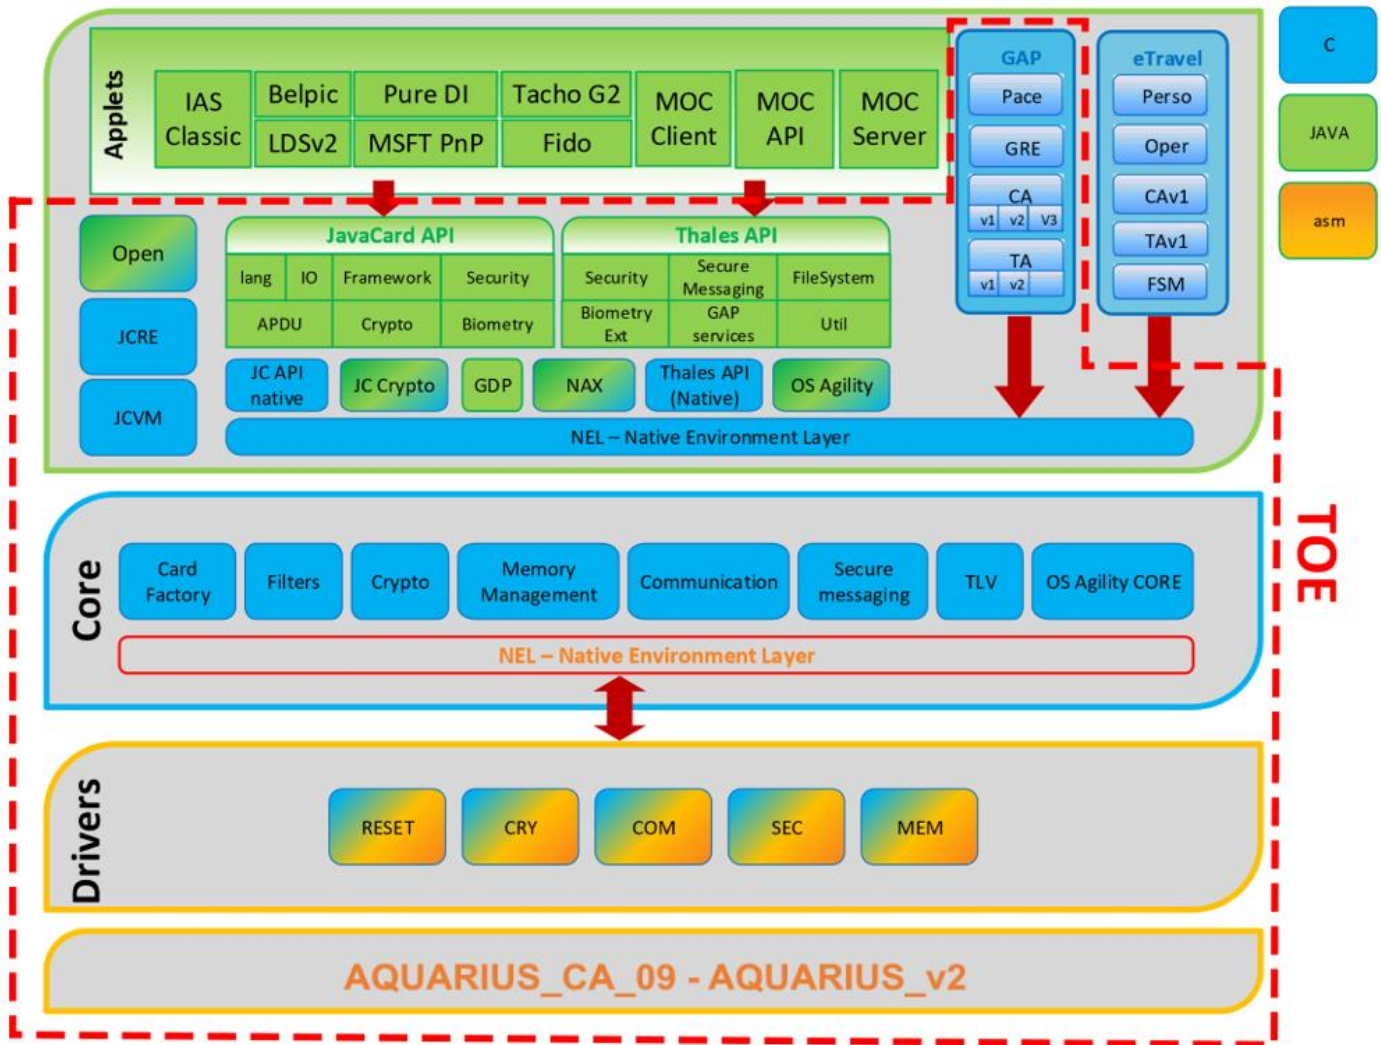 Applets
IAS
Classic
Belpic
LDSv2
Pure DI
MSFT PnP
Tacho G2
Fido
MOC
Client
MOC
API
MOC
Server
GAP
Pace
GRE
CA
v1 v2 V3
TA
v1 v2
eTravel
Perso
Oper
CAv1
TAv1
FSM
C
JAVA
asm
Open
JCRE
JCVM
JavaCard API
lang IO Framework Security
APDU Crypto Biometry
Thales API
Security
Secure
Messaging
FileSystem
Biometry
Ext
GAP
services
Util
JC API
native
JC Crypto
GDP
NAX
Thales API
(Native)
OS Agility
NEL – Native Environment Layer
TOE
Core
Card
Factory
Filters
Crypto
Memory
Management
Communication
Secure
messaging
TLV
OS Agility CORE
NEL – Native Environment Layer
Drivers
RESET
CRY
COM
SEC
MEM
AQUARIUS_CA_09 - AQUARIUS_v2